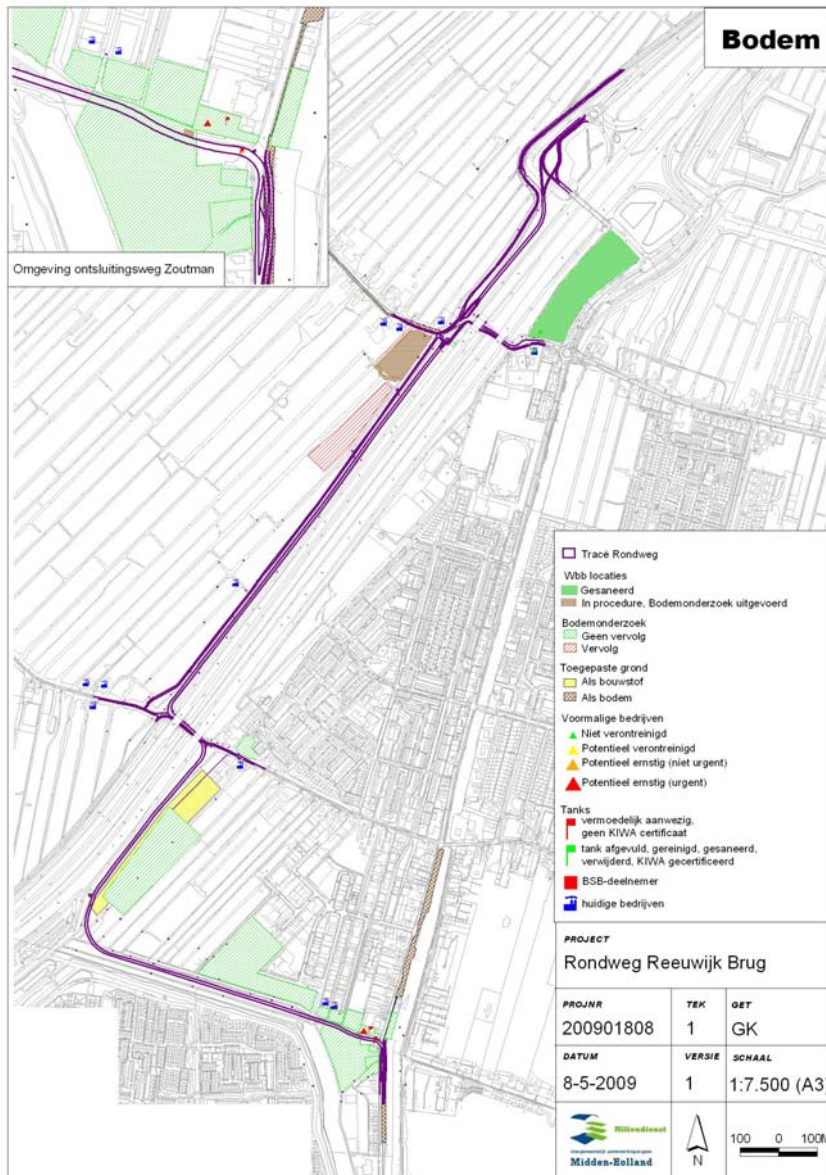 Bodem
Omgeving ontsluitingsweg Zoutman
Tracé Rondweg
Wbb locaties
Gesaneerd
In procedure, Bodemonderzoek uitgevoerd
Bodemonderzoek
Geen vervolg
Vervolg
Toegepaste grond
Als bouwstof
Als bodem
Voormalige bedrijven
Niet verontreinigd
Potentieel verontreinigd
Potentieel ernstig (niet urgent)
Potentieel ernstig (urgent)
Tanks
vermoedelijk aanwezig,
geen KIWA certificaat
tank afgevuld, gereinigd, gesaneerd,
verwijderd, KIWA gecertificeerd
BSB-deelnemer
huidige bedrijven
PROJECT
Rondweg Reeuwijk Brug
PROJNR TEK GET
200901808 1 GK
DATUM VERSIE SCHAAL
8-5-2009 1 1:7.500 (A3)
Milieudienst
Midden-Holland
N
100 0 100M